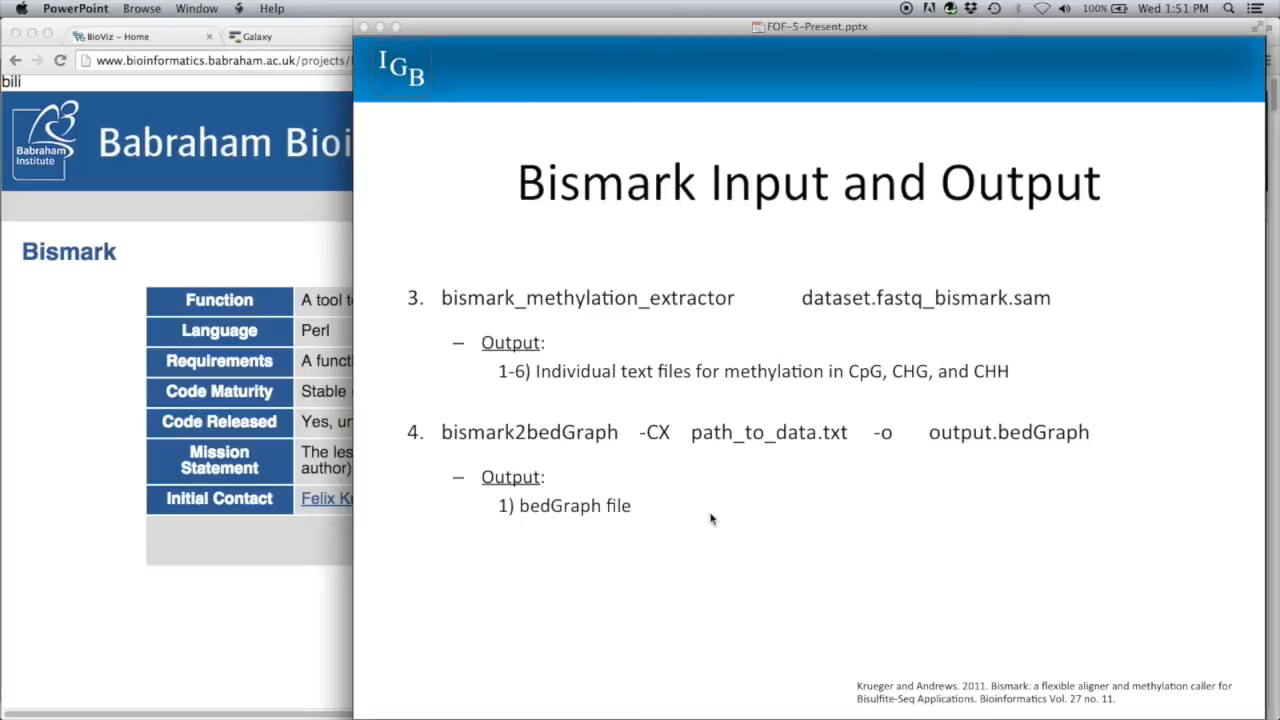 PowerPoint Browse Window Help 100% Wed 1:51 PM
BioViz - Home Galaxy
FOF-5-Present.pptx
www.bioinformatics.babraham.ac.uk/projects/
bili
Babraham Institute
Babraham Bioi
Bismark
Function A tool t
Language Perl
Requirements A funct
Code Maturity Stable
Code Released Yes, un
Mission The les
Statement author)
Initial Contact Felix Kr
IGB
Bismark Input and Output
3. bismark_methylation_extractor dataset.fastq_bismark.sam
– Output:
1-6) Individual text files for methylation in CpG, CHG, and CHH
4. bismark2bedGraph -CX path_to_data.txt -o output.bedGraph
– Output:
1) bedGraph file
Krueger and Andrews. 2011. Bismark: a flexible aligner and methylation caller for
Bisulfite-Seq Applications. Bioinformatics Vol. 27 no. 11.